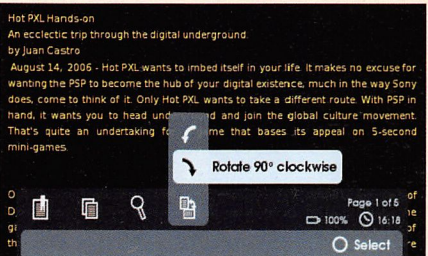 Hot PXL Hands-on
An ecclectic trip through the digital underground.
by Juan Castro
August 14, 2006 - Hot PXL wants to imbed itself in your life. It makes no excuse for
wanting the PSP to become the hub of your digital existence, much in the way Sony
does, come to think of it. Only Hot PXL wants to take a different route. With PSP in
hand, it wants you to head and join the global culture movement.
That's quite an undertaking me that bases its appeal on 5-second
mini-games.
Rotate 90° clockwise
of
Page 1 of 5
100% 16:18
th
Select